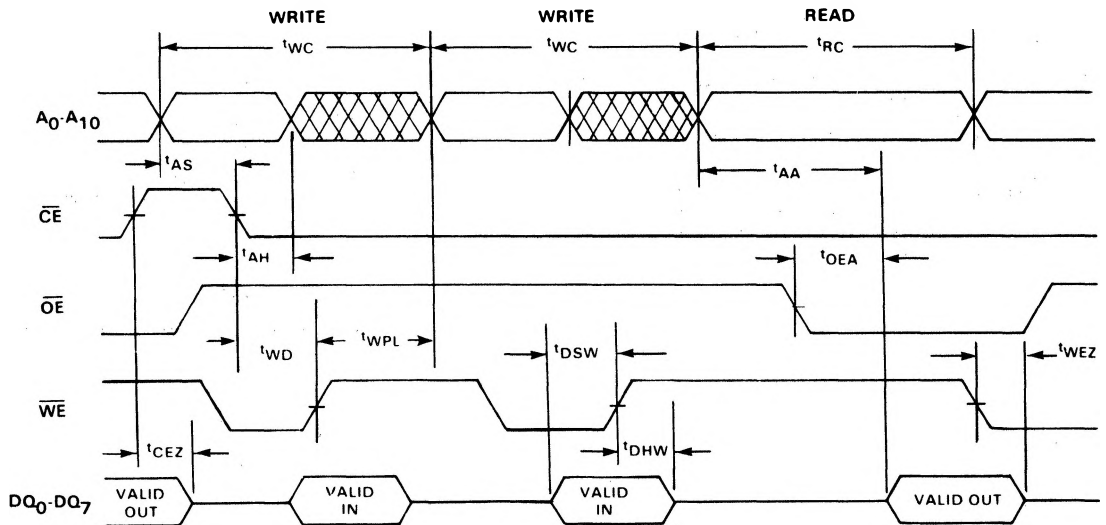 WRITE WRITE READ
tWC tWC tRC
A0-A10
tAS
tAA
CE
tAH
tOEA
OE
tWD tWPL tDSW tWEZ
WE
tCEZ tDHW
DQ0-DQ7 VALID OUT VALID IN VALID IN VALID OUT